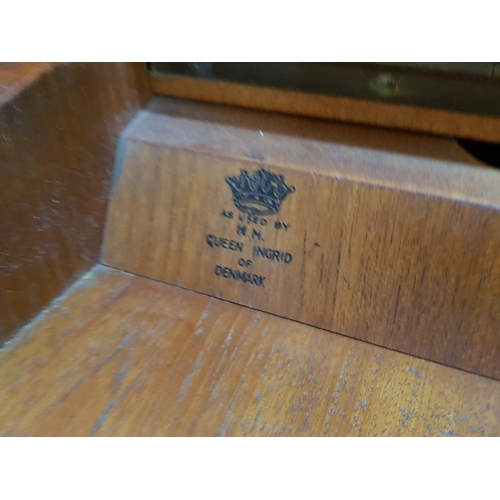 AS USED BY
H. M.
QUEEN INGRID
OF
DENMARK